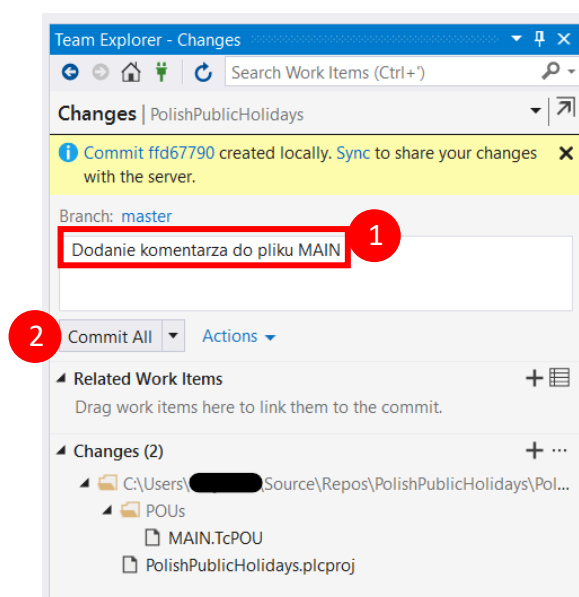 Team Explorer - Changes
Search Work Items (Ctrl+')
Changes | PolishPublicHolidays
Commit ffd67790 created locally. Sync to share your changes
with the server.
Branch: master
1
Dodanie komentarza do pliku MAIN
2
Commit All
Actions
Related Work Items
Drag work items here to link them to the commit.
Changes (2)
C:\Users\ \Source\Repos\PolishPublicHolidays\Pol...
POUs
MAIN.TcPOU
PolishPublicHolidays.plcproj